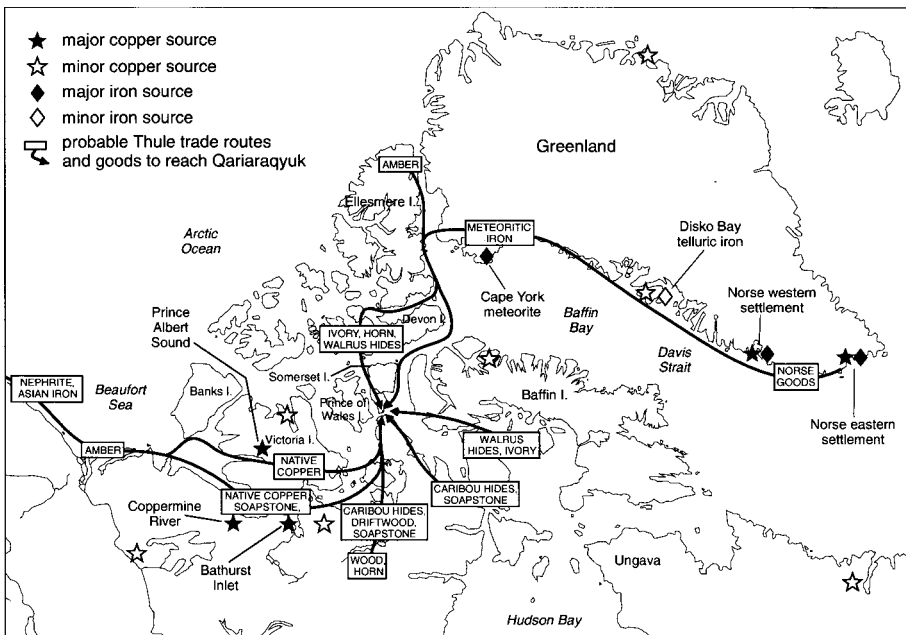 major copper source
minor copper source
major iron source
minor iron source
probable Thule trade routes
and goods to reach Qariaraqyuk
Greenland
AMBER
Ellesmere I.
Arctic
Ocean
METEORITIC
IRON
Disko Bay
telluric iron
Cape York
meteorite
Norse western
settlement
Baffin
Bay
Prince
Albert
Sound
Devon I.
IVORY, HORN,
WALRUS HIDES
Davis
Strait
NORSE
GOODS
Somerset I.
NEPHRITE,
ASIAN IRON
Beaufort
Sea
Banks I.
Prince of
Wales I.
Baffin I.
Norse eastern
settlement
Victoria I.
WALRUS
HIDES, IVORY
AMBER
NATIVE
COPPER
CARIBOU HIDES,
SOAPSTONE
NATIVE COPPER,
SOAPSTONE,
Coppermine
River
CARIBOU HIDES,
DRIFTWOOD,
SOAPSTONE
Bathurst
Inlet
WOOD,
HORN
Ungava
Hudson Bay